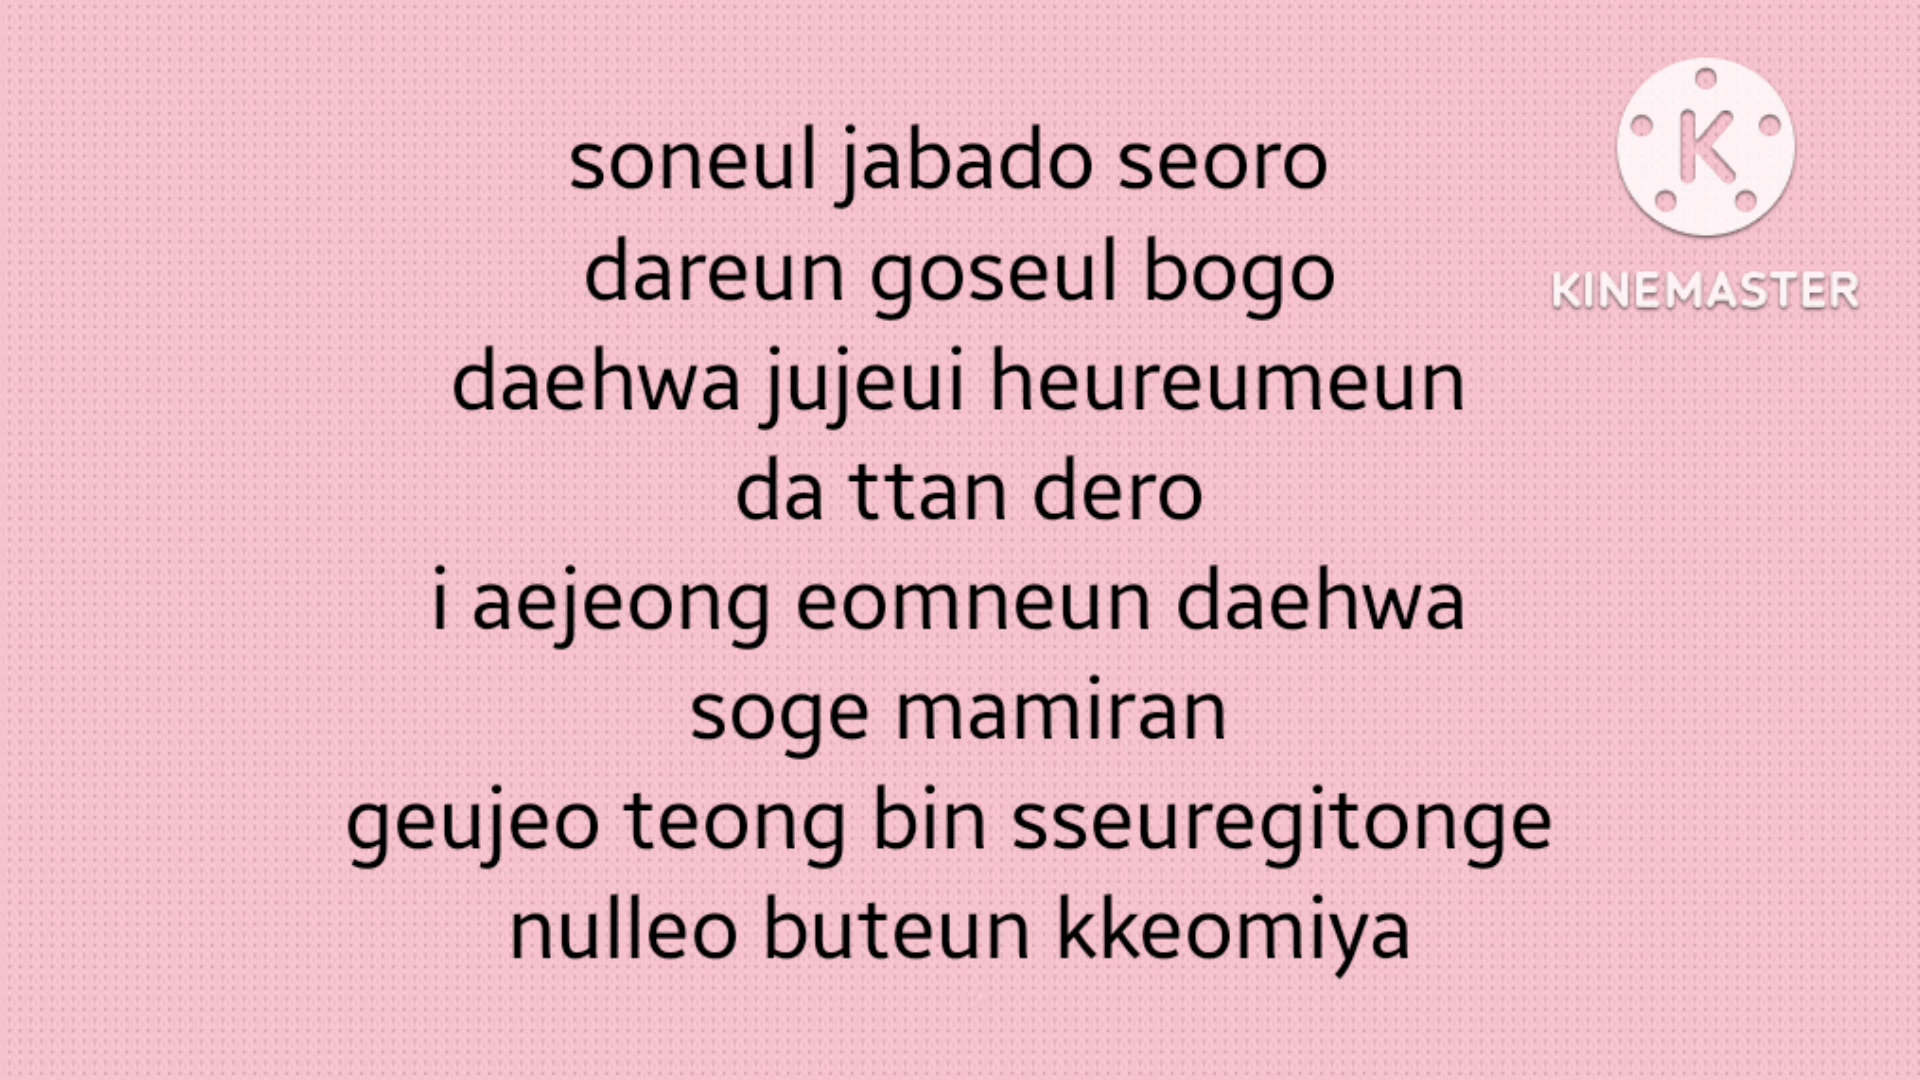 soneul jabado seoro
dareun goseul bogo
daehwa jujeui heureumeun
da ttan dero
i aejeong eomneun daehwa
soge mamiran
geujeo teong bin sseuregitonge
nulleo buteun kkeomiya
K
KINEMASTER